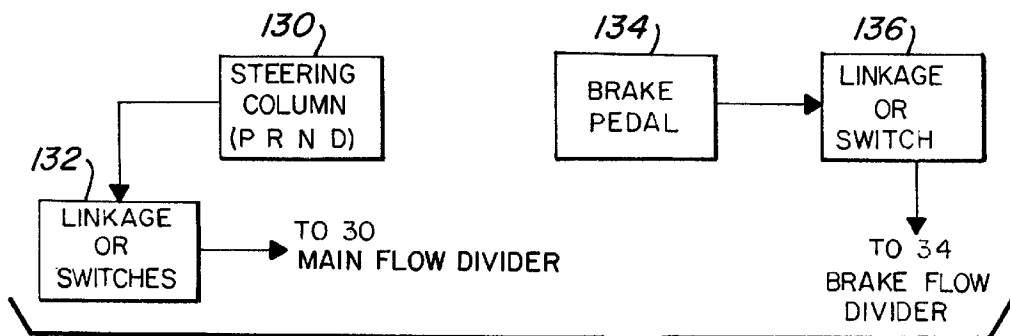 130
STEERING
COLUMN
(P R N D)
132
LINKAGE
OR
SWITCHES
TO 30
MAIN FLOW DIVIDER
134
BRAKE
PEDAL
136
LINKAGE
OR
SWITCH
TO 34
BRAKE FLOW
DIVIDER